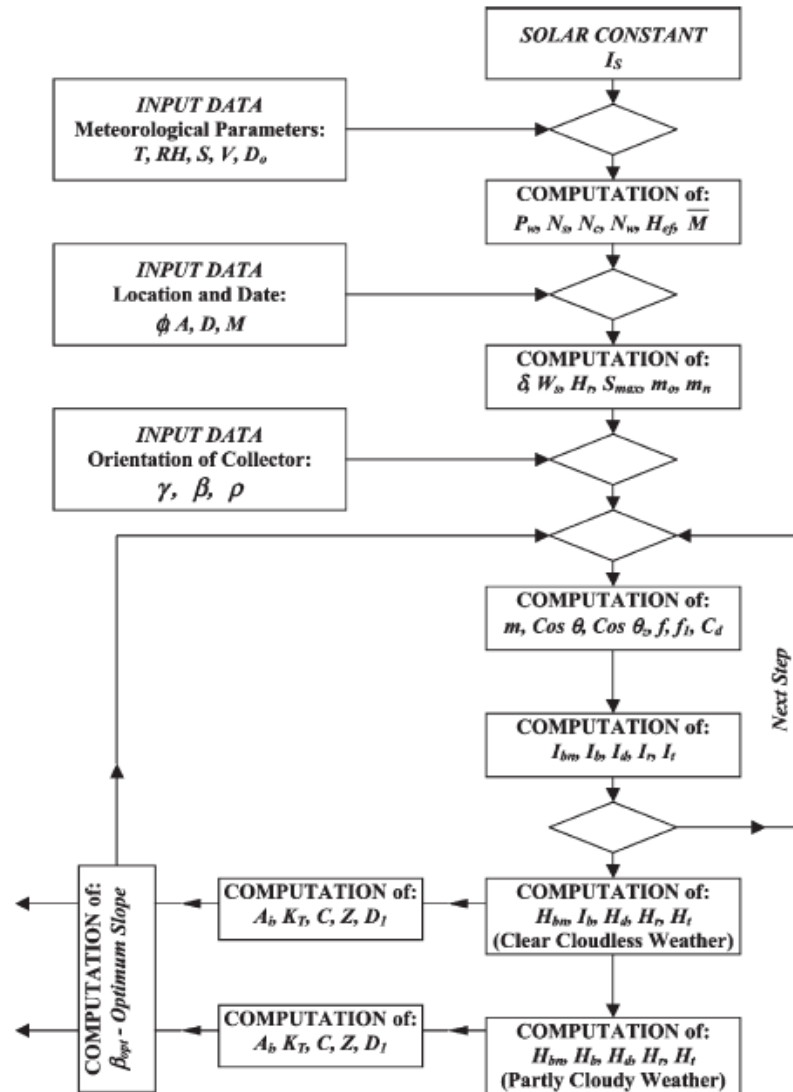 SOLAR CONSTANT
I_S
INPUT DATA
Meteorological Parameters:
T, RH, S, V, D_o
COMPUTATION of:
P_w, N_s, N_c, N_w, H_ef, M̅
INPUT DATA
Location and Date:
ϕ, A, D, M
COMPUTATION of:
δ, W_s, H_r, S_max, m_o, m_n
INPUT DATA
Orientation of Collector:
γ, β, ρ
COMPUTATION of:
m, Cos θ, Cos θ_z, f, f_1, C_d
Next Step
COMPUTATION of:
I_bn, I_b, I_d, I_r, I_t
COMPUTATION of:
β_opt - Optimum Slope
COMPUTATION of:
A_i, K_T, C, Z, D_1
COMPUTATION of:
H_bn, I_b, H_d, H_r, H_t
(Clear Cloudless Weather)
COMPUTATION of:
A_i, K_T, C, Z, D_1
COMPUTATION of:
H_bn, H_b, H_d, H_r, H_t
(Partly Cloudy Weather)